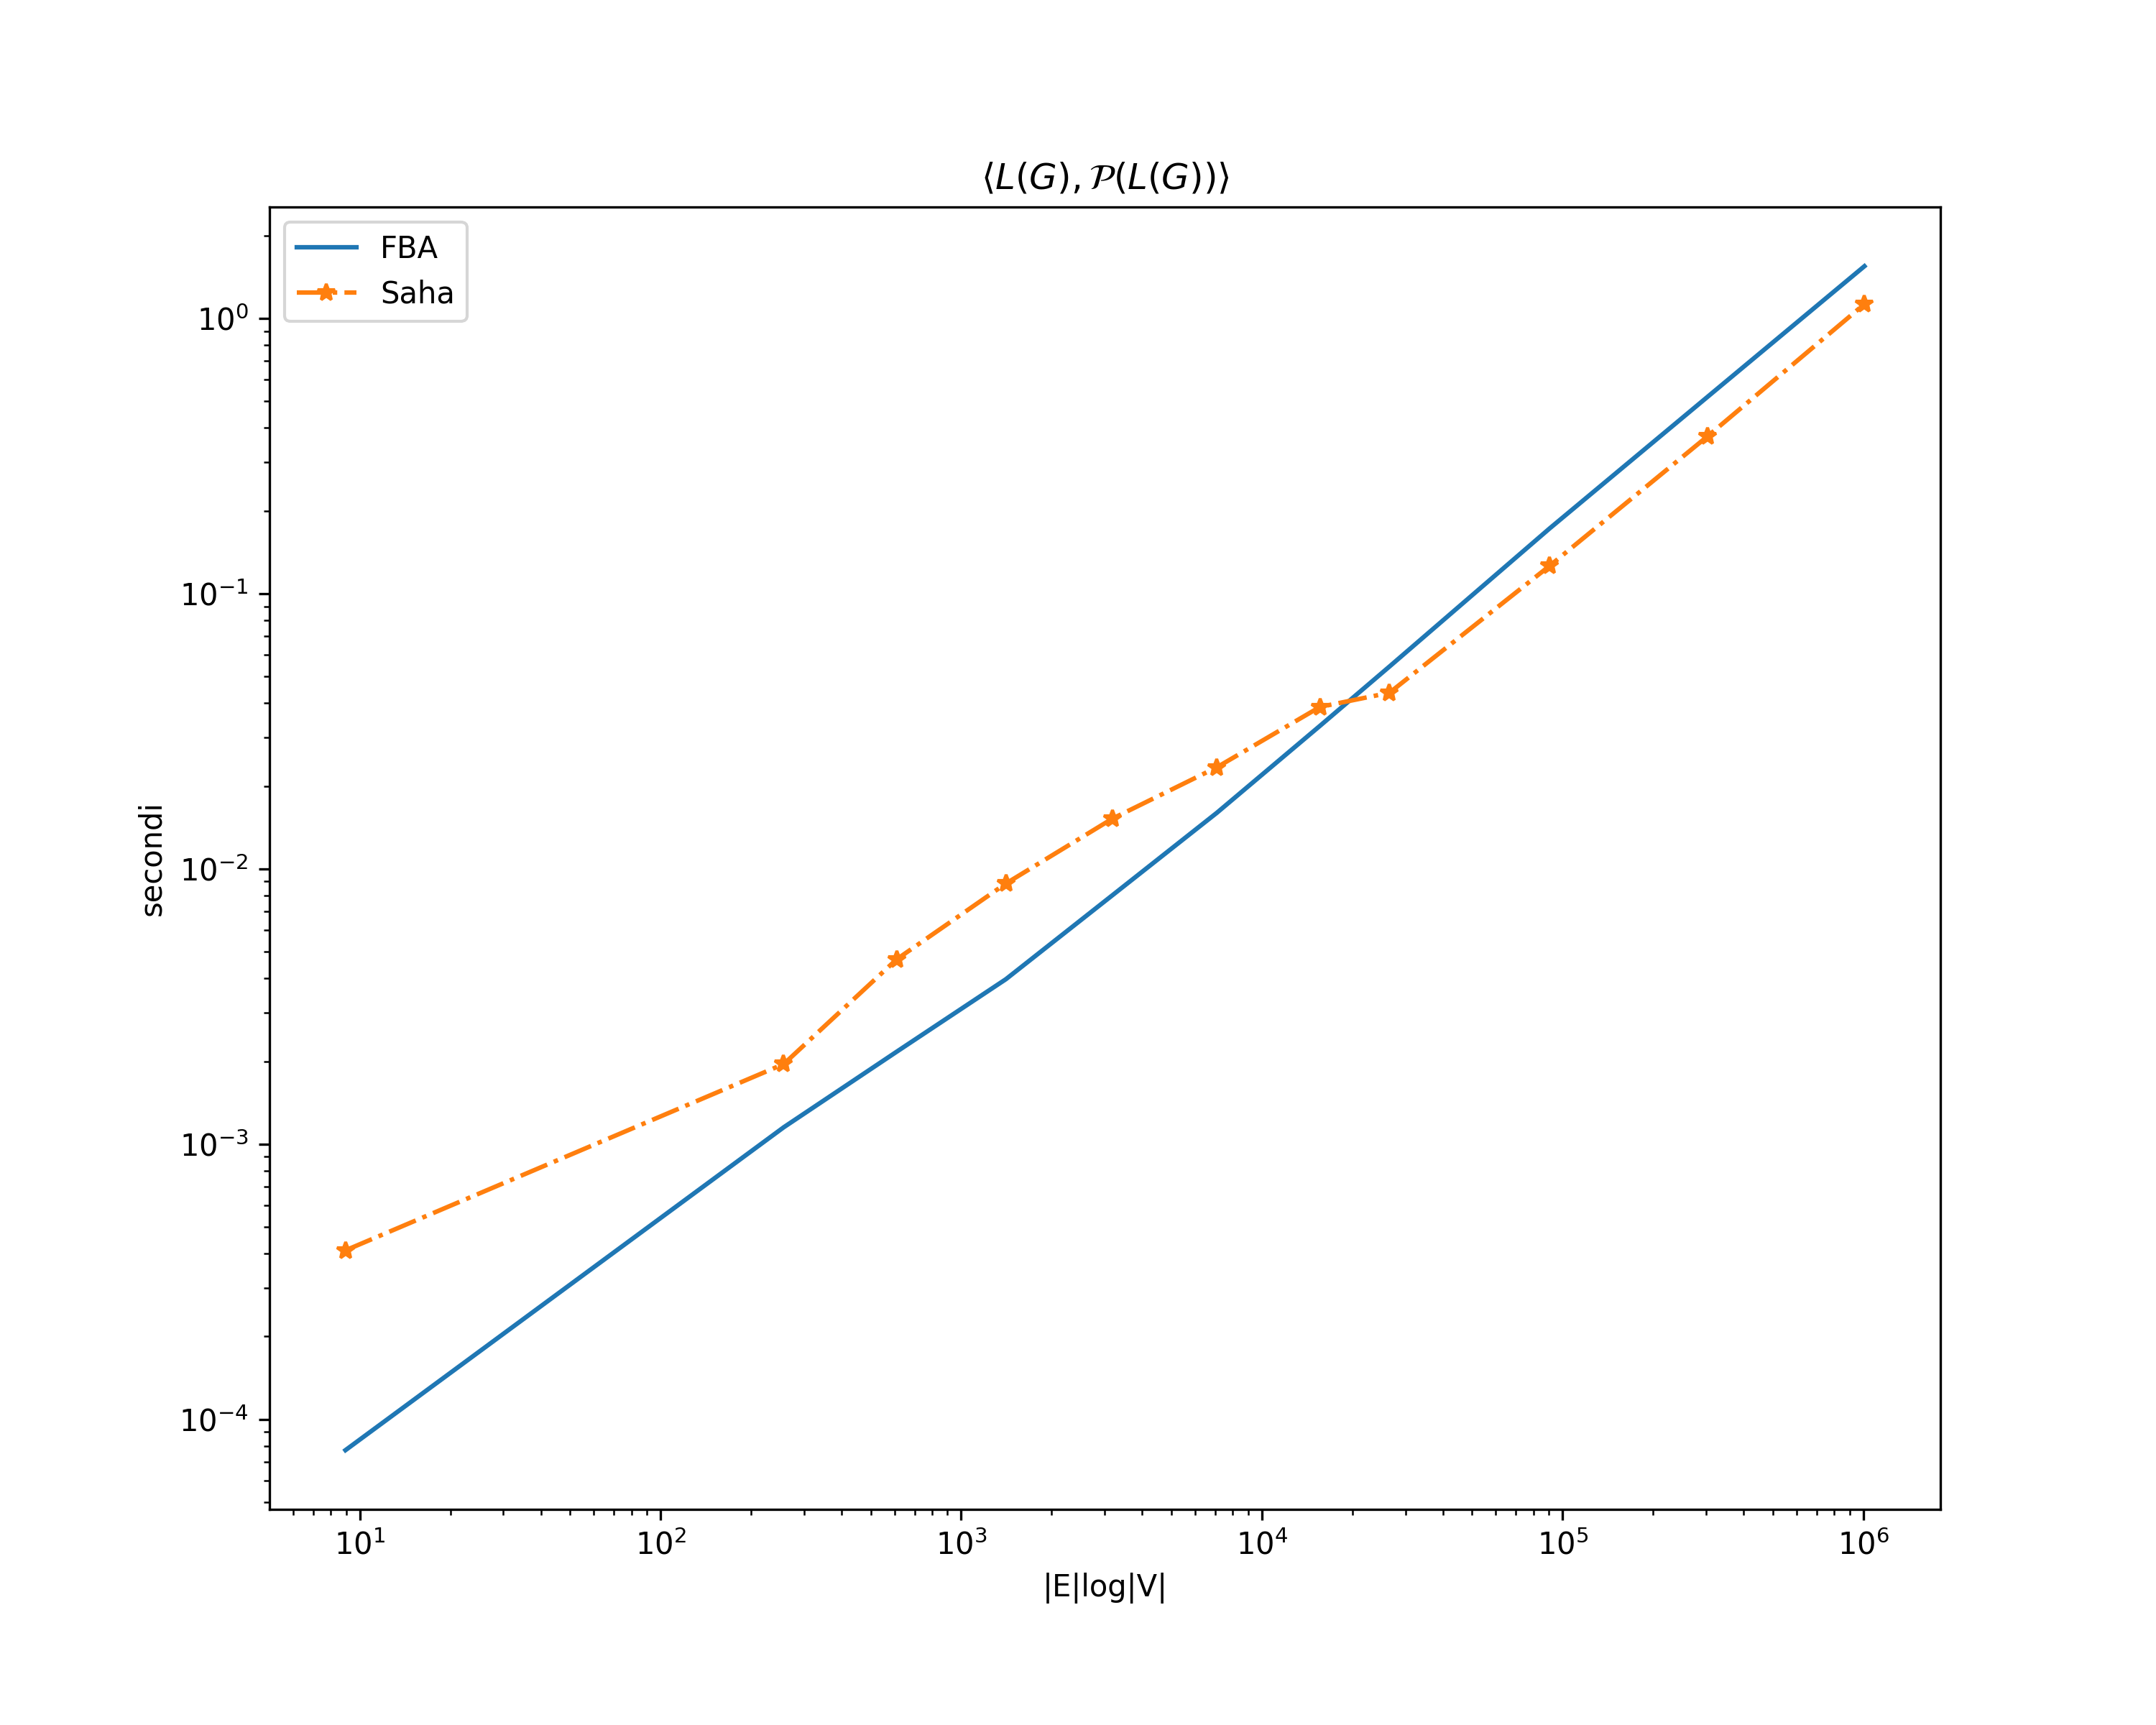 ⟨L(G), 𝒫(L(G))⟩
FBA
Saha
10⁰
10⁻¹
10⁻²
10⁻³
10⁻⁴
secondi
10¹ 10² 10³ 10⁴ 10⁵ 10⁶
|E|log|V|